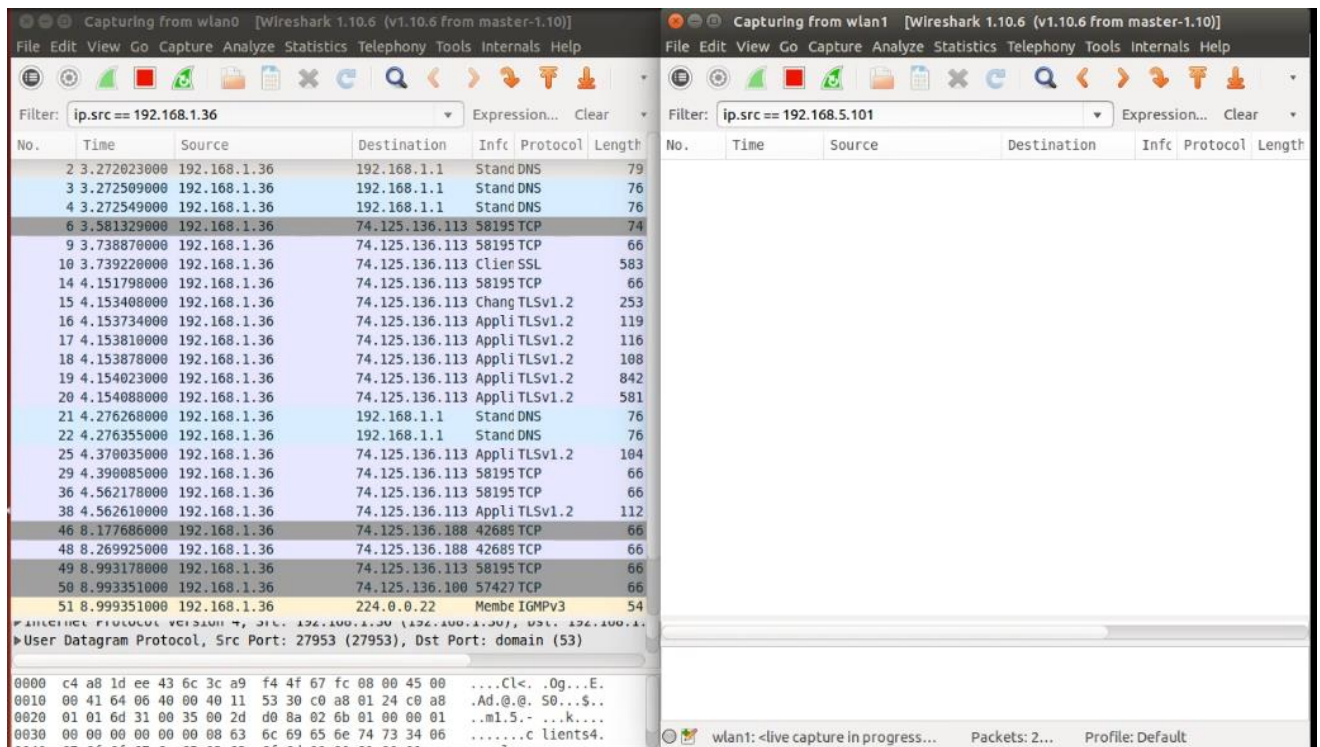 Capturing from wlan0 [Wireshark 1.10.6 (v1.10.6 from master-1.10)]
File Edit View Go Capture Analyze Statistics Telephony Tools Internals Help
Filter: ip.src == 192.168.1.36 Expression... Clear
No. Time Source Destination Info Protocol Length
2 3.272023000 192.168.1.36 192.168.1.1 Stand DNS 79
3 3.272509000 192.168.1.36 192.168.1.1 Stand DNS 76
4 3.272549000 192.168.1.36 192.168.1.1 Stand DNS 76
6 3.581329000 192.168.1.36 74.125.136.113 58195 TCP 74
9 3.738870000 192.168.1.36 74.125.136.113 58195 TCP 66
10 3.739220000 192.168.1.36 74.125.136.113 Clien SSL 583
14 4.151798000 192.168.1.36 74.125.136.113 58195 TCP 66
15 4.153408000 192.168.1.36 74.125.136.113 Chang TLSv1.2 253
16 4.153734000 192.168.1.36 74.125.136.113 Appli TLSv1.2 119
17 4.153810000 192.168.1.36 74.125.136.113 Appli TLSv1.2 116
18 4.153878000 192.168.1.36 74.125.136.113 Appli TLSv1.2 108
19 4.154023000 192.168.1.36 74.125.136.113 Appli TLSv1.2 842
20 4.154088000 192.168.1.36 74.125.136.113 Appli TLSv1.2 581
21 4.276268000 192.168.1.36 192.168.1.1 Stand DNS 76
22 4.276355000 192.168.1.36 192.168.1.1 Stand DNS 76
25 4.370035000 192.168.1.36 74.125.136.113 Appli TLSv1.2 104
29 4.390085000 192.168.1.36 74.125.136.113 58195 TCP 66
36 4.562178000 192.168.1.36 74.125.136.113 58195 TCP 66
38 4.562610000 192.168.1.36 74.125.136.113 Appli TLSv1.2 112
46 8.177686000 192.168.1.36 74.125.136.188 42689 TCP 66
48 8.269925000 192.168.1.36 74.125.136.188 42689 TCP 66
49 8.993178000 192.168.1.36 74.125.136.113 58195 TCP 66
50 8.993351000 192.168.1.36 74.125.136.100 57427 TCP 66
51 8.999351000 192.168.1.36 224.0.0.22 Membe IGMPv3 54
Internet Protocol Version 4, Src: 192.168.1.36 (192.168.1.36), Dst: 192.168.1.
User Datagram Protocol, Src Port: 27953 (27953), Dst Port: domain (53)
0000 c4 a8 1d ee 43 6c 3c a9 f4 4f 67 fc 08 00 45 00 ....Cl<. .Og...E.
0010 00 41 64 06 40 00 40 11 53 30 c0 a8 01 24 c0 a8 .Ad.@.@. S0...$..
0020 01 01 6d 31 00 35 00 2d d0 8a 02 6b 01 00 00 01 ..m1.5.- ...k....
0030 00 00 00 00 00 00 08 63 6c 69 65 6e 74 73 34 06 .......c lients4.
Capturing from wlan1 [Wireshark 1.10.6 (v1.10.6 from master-1.10)]
File Edit View Go Capture Analyze Statistics Telephony Tools Internals Help
Filter: ip.src == 192.168.5.101 Expression... Clear
No. Time Source Destination Info Protocol Length
wlan1: <live capture in progress... Packets: 2... Profile: Default